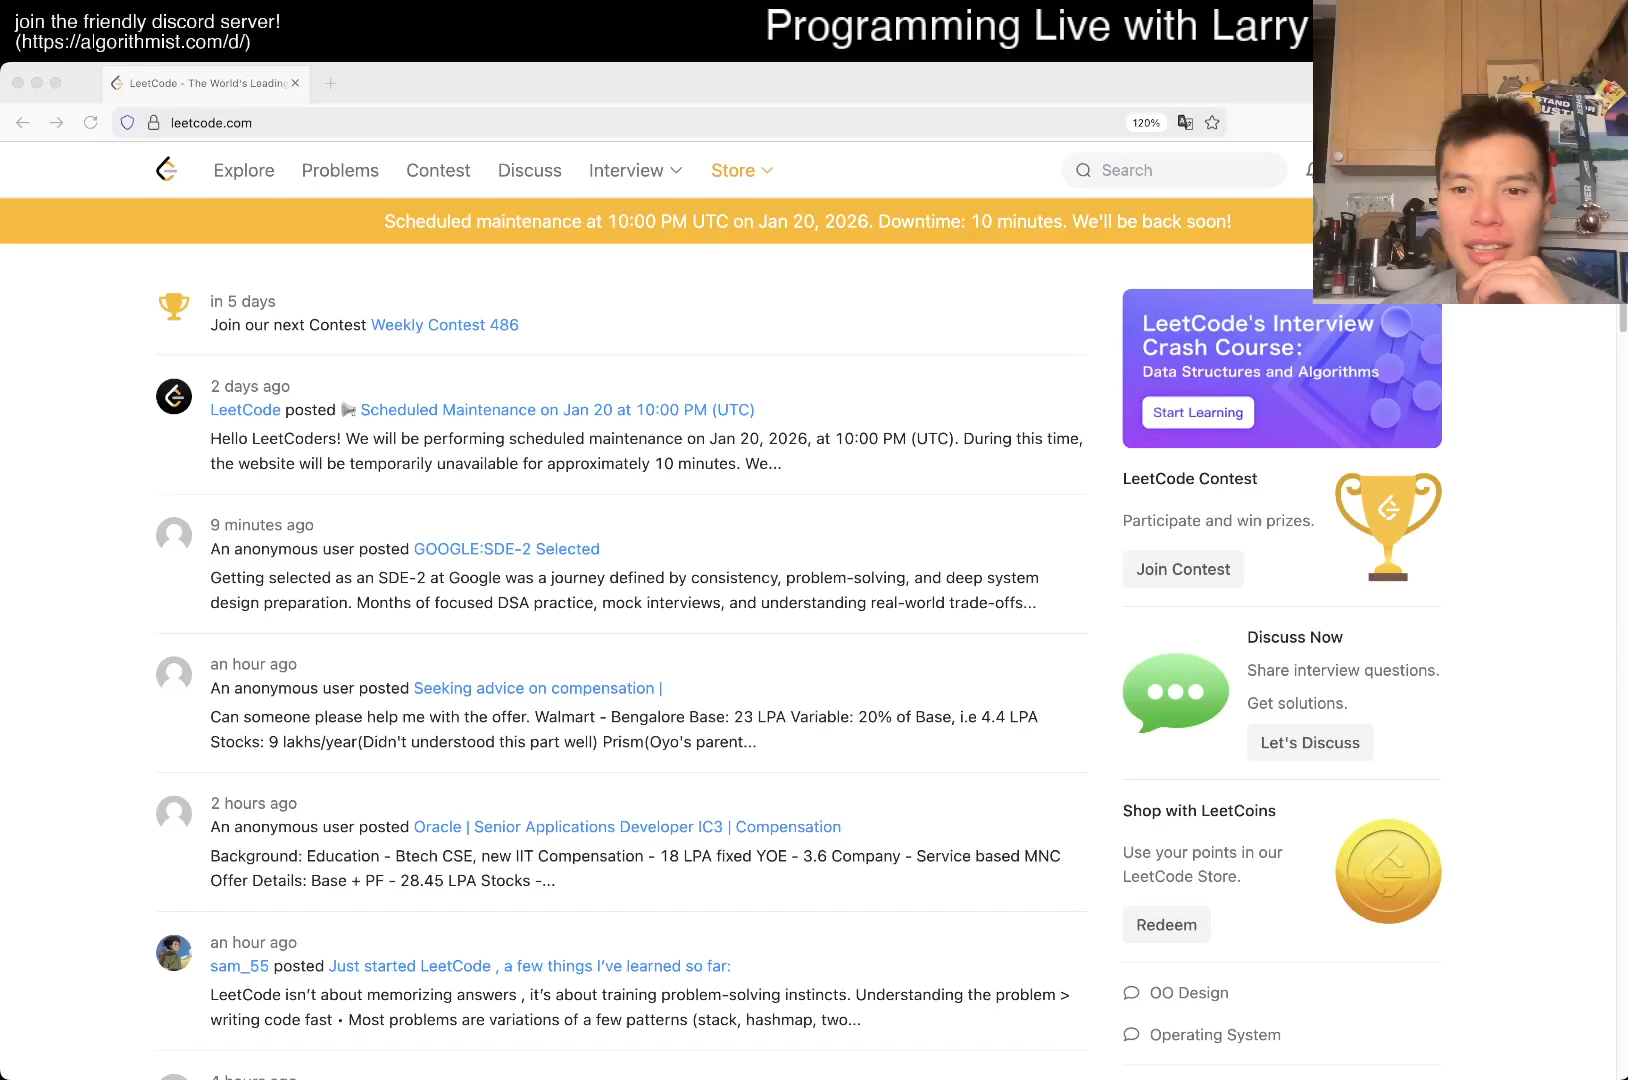 join the friendly discord server!
(https://algorithmist.com/d/)
Programming Live with Larry
LeetCode - The World's Leading
leetcode.com
120%
Explore
Problems
Contest
Discuss
Interview
Store
Search
Scheduled maintenance at 10:00 PM UTC on Jan 20, 2026. Downtime: 10 minutes. We'll be back soon!
in 5 days
Join our next Contest Weekly Contest 486
2 days ago
LeetCode posted Scheduled Maintenance on Jan 20 at 10:00 PM (UTC)
Hello LeetCoders! We will be performing scheduled maintenance on Jan 20, 2026, at 10:00 PM (UTC). During this time,
the website will be temporarily unavailable for approximately 10 minutes. We...
9 minutes ago
An anonymous user posted GOOGLE:SDE-2 Selected
Getting selected as an SDE-2 at Google was a journey defined by consistency, problem-solving, and deep system
design preparation. Months of focused DSA practice, mock interviews, and understanding real-world trade-offs...
an hour ago
An anonymous user posted Seeking advice on compensation |
Can someone please help me with the offer. Walmart - Bengalore Base: 23 LPA Variable: 20% of Base, i.e 4.4 LPA
Stocks: 9 lakhs/year(Didn't understood this part well) Prism(Oyo's parent...
2 hours ago
An anonymous user posted Oracle | Senior Applications Developer IC3 | Compensation
Background: Education - Btech CSE, new IIT Compensation - 18 LPA fixed YOE - 3.6 Company - Service based MNC
Offer Details: Base + PF - 28.45 LPA Stocks -...
an hour ago
sam_55 posted Just started LeetCode , a few things I’ve learned so far:
LeetCode isn’t about memorizing answers , it’s about training problem-solving instincts. Understanding the problem >
writing code fast • Most problems are variations of a few patterns (stack, hashmap, two...
LeetCode's Interview
Crash Course:
Data Structures and Algorithms
Start Learning
LeetCode Contest
Participate and win prizes.
Join Contest
Discuss Now
Share interview questions.
Get solutions.
Let's Discuss
Shop with LeetCoins
Use your points in our
LeetCode Store.
Redeem
OO Design
Operating System